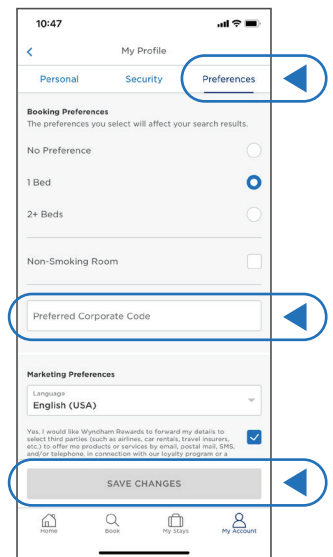 10:47
My Profile
Personal Security Preferences
Booking Preferences
The preferences you select will affect your search results.
No Preference
1 Bed
2+ Beds
Non-Smoking Room
Preferred Corporate Code
Marketing Preferences
Language
English (USA)
Yes, I would like Wyndham Rewards to forward my details to
select third parties (such as airlines, car rentals, travel insurers,
etc.) to offer me products or services by email, postal mail, SMS,
and/or telephone, in connection with our loyalty program or a
SAVE CHANGES
Home Book My Stays My Account